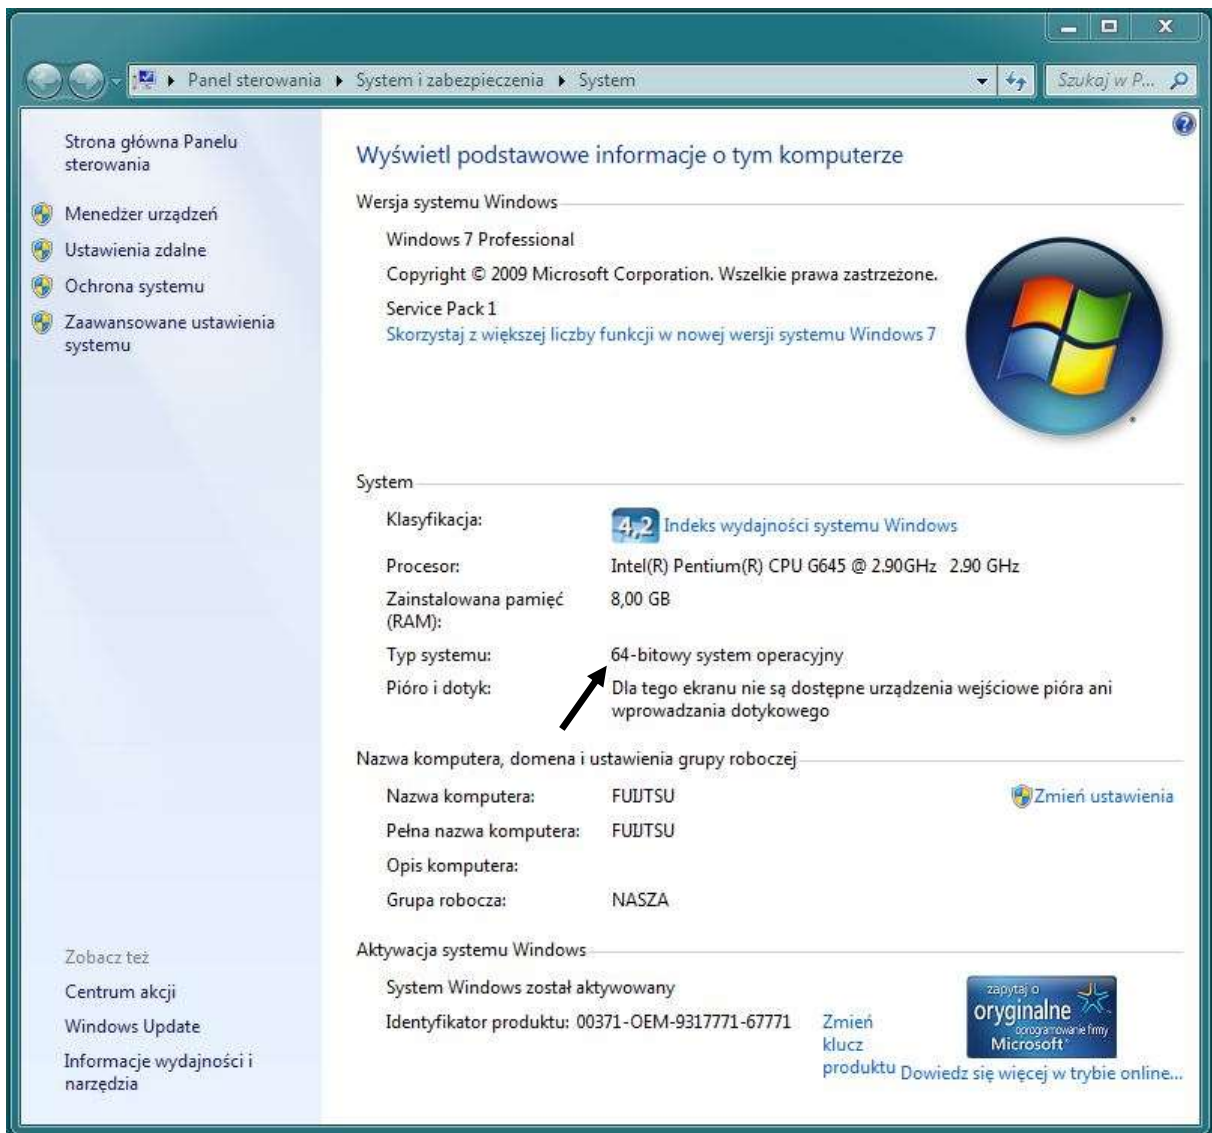 Panel sterowania ▸ System i zabezpieczenia ▸ System
Szukaj w P...
Strona główna Panelu
sterowania
Menedżer urządzeń
Ustawienia zdalne
Ochrona systemu
Zaawansowane ustawienia
systemu
Wyświetl podstawowe informacje o tym komputerze
Wersja systemu Windows
Windows 7 Professional
Copyright © 2009 Microsoft Corporation. Wszelkie prawa zastrzeżone.
Service Pack 1
Skorzystaj z większej liczby funkcji w nowej wersji systemu Windows 7
System
Klasyfikacja:
4,2 Indeks wydajności systemu Windows
Procesor:
Intel(R) Pentium(R) CPU G645 @ 2.90GHz 2.90 GHz
Zainstalowana pamięć
(RAM):
8,00 GB
Typ systemu:
64-bitowy system operacyjny
Pióro i dotyk:
Dla tego ekranu nie są dostępne urządzenia wejściowe pióra ani
wprowadzania dotykowego
Nazwa komputera, domena i ustawienia grupy roboczej
Nazwa komputera:
FUIJTSU
Zmień ustawienia
Pełna nazwa komputera:
FUIJTSU
Opis komputera:
Grupa robocza:
NASZA
Aktywacja systemu Windows
System Windows został aktywowany
Identyfikator produktu: 00371-OEM-9317771-67771
Zmień
klucz
produktu
zapytaj o
oryginalne
oprogramowanie firmy
Microsoft
Dowiedz się więcej w trybie online...
Zobacz też
Centrum akcji
Windows Update
Informacje wydajności i
narzędzia